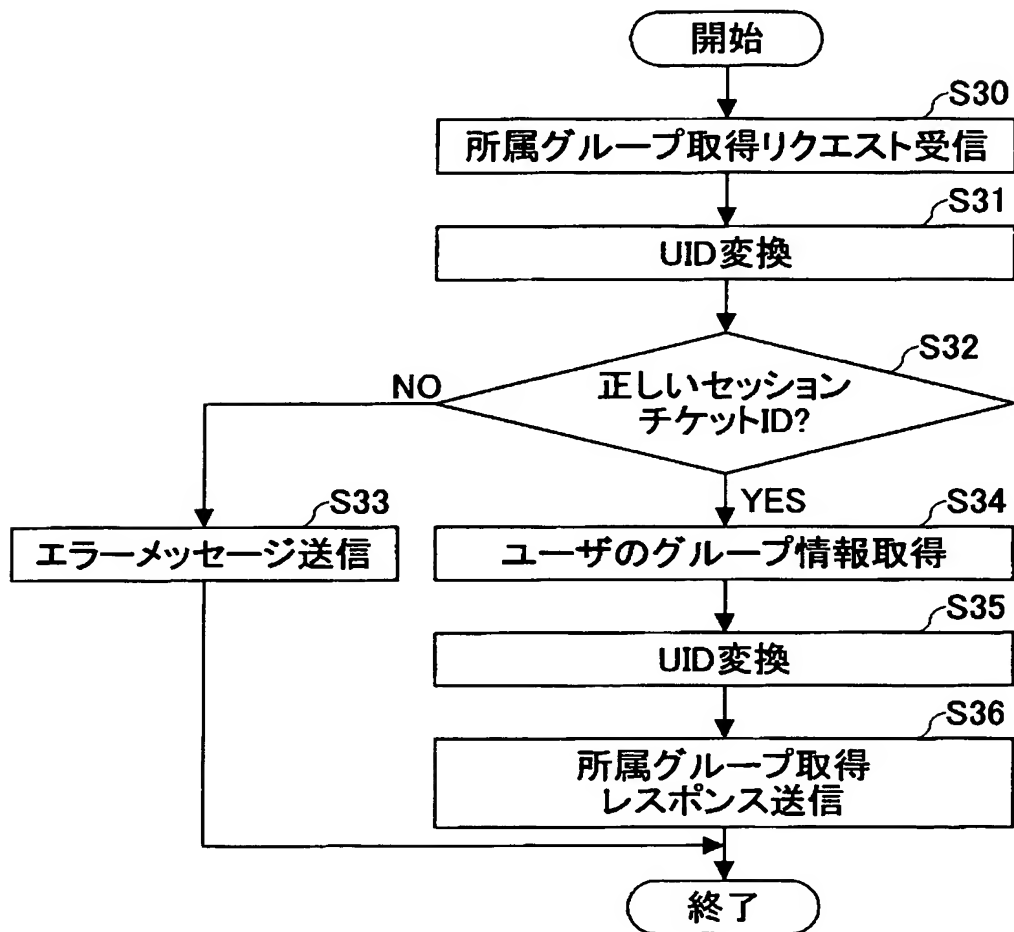 開始
S30
所属グループ取得リクエスト受信
S31
UID変換
S32
正しいセッション
チケットID?
NO
YES
S33
エラーメッセージ送信
S34
ユーザのグループ情報取得
S35
UID変換
S36
所属グループ取得
レスポンス送信
終了